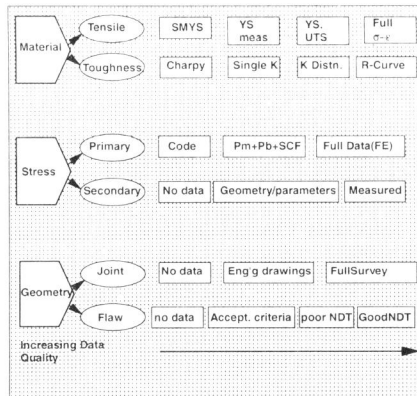 Material
Tensile
SMYS
YS
meas
YS.
UTS
Full
σ-ε
Toughness
Charpy
Single K
K Distn.
R-Curve
Stress
Primary
Code
Pm+Pb+SCF
Full Data(FE)
Secondary
No data
Geometry/parameters
Measured
Geometry
Joint
No data
Eng'g drawings
FullSurvey
Flaw
no data
Accept. criteria
poor NDT
GoodNDT
Increasing Data
Quality